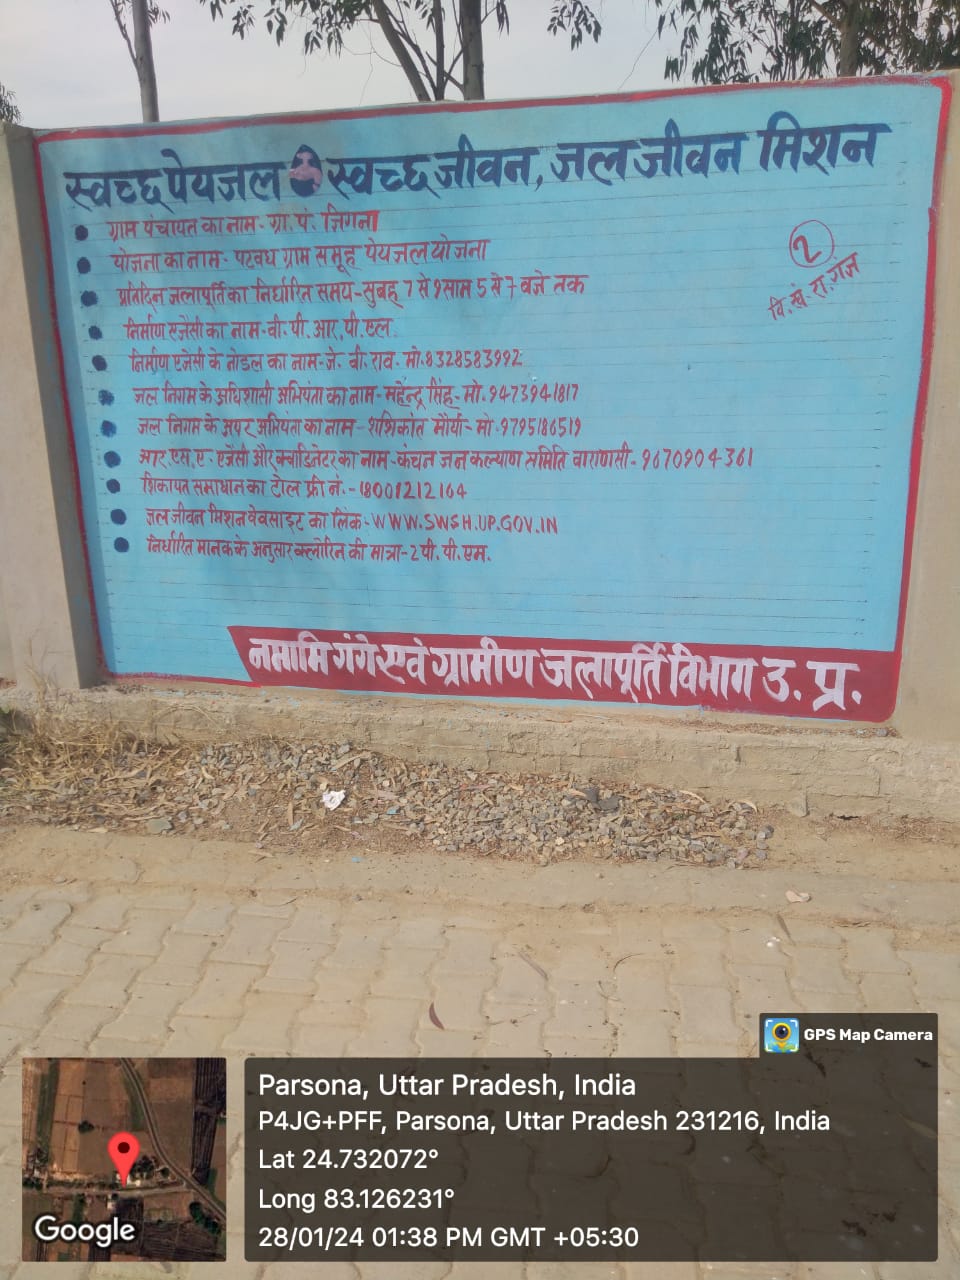 स्वच्छ पेयजल स्वच्छ जीवन, जल जीवन मिशन
ग्राम पंचायत का नाम- ग्रा. पं. जिगना
योजना का नाम- पटवध ग्राम समूह पेयजल योजना
प्रतिदिन जलापूर्ति का निर्धारित समय-सुबह 7 से 9 साम 5 से 7 बजे तक
निर्माण एजेंसी का नाम-वी. पी. आर. पी. एल.
निर्माण एजेंसी के नोडल का नाम-जे. वी. राव. मो.8328583992
जल निगम के अधिशासी अभियंता का नाम- महेन्द्र सिंह- मो. 9473941817
जल निगम के अपर अभियंता का नाम- शशिकांत मौर्या- मो. 9795186519
आर. एस. ए- एजेंसी और क्वाडिनेटर का नाम-कंचन जन कल्याण समिति वाराणसी-9670904361
शिकायत समाधान का टोल फ्री नं.-18001212164
जल जीवन मिशन वेवसाइट का लिंक-WWW.SWSH.UP.GOV.IN
निर्धारित मानक के अनुसार क्लोरिन की मात्रा-2 पी. पी. एम.
2
वि. खं. रा. गंज
नमामि गंगे एवं ग्रामीण जलापूर्ति विभाग उ. प्र.
GPS Map Camera
Parsona, Uttar Pradesh, India
P4JG+PFF, Parsona, Uttar Pradesh 231216, India
Lat 24.732072°
Long 83.126231°
28/01/24 01:38 PM GMT +05:30
Google